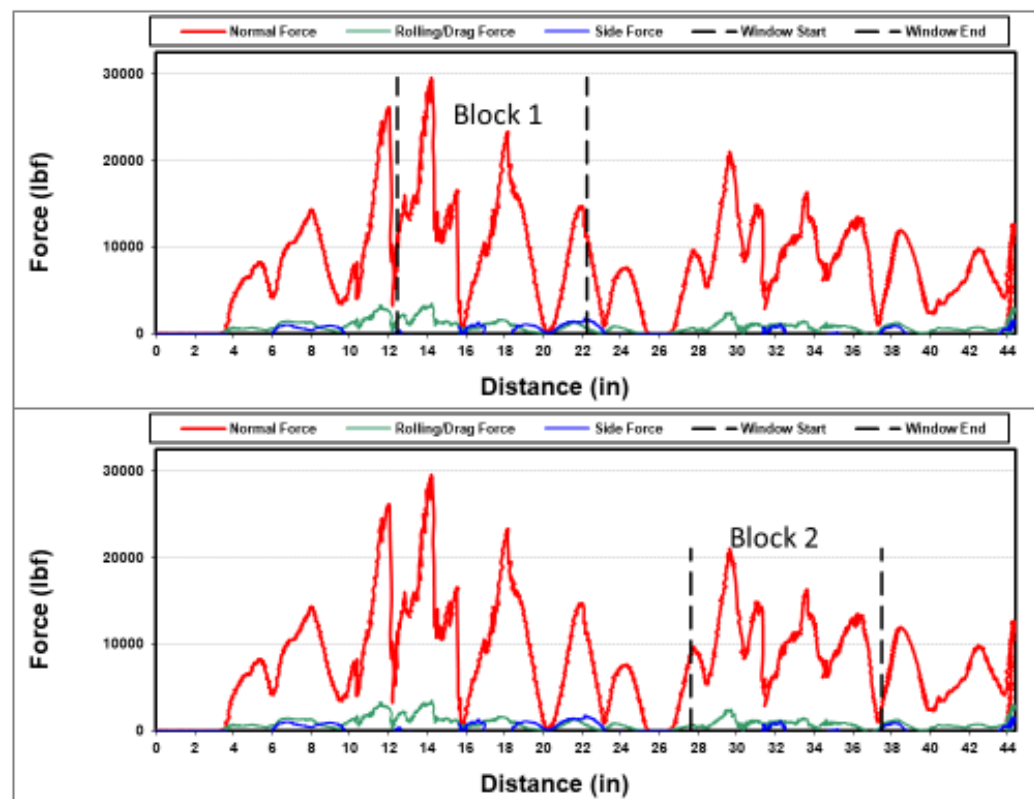 Normal Force Rolling/Drag Force Side Force Window Start Window End
30000
Block 1
20000
Force (lbf)
10000
0
0 2 4 6 8 10 12 14 16 18 20 22 24 26 28 30 32 34 36 38 40 42 44
Distance (in)
Normal Force Rolling/Drag Force Side Force Window Start Window End
30000
Block 2
20000
Force (lbf)
10000
0
0 2 4 6 8 10 12 14 16 18 20 22 24 26 28 30 32 34 36 38 40 42 44
Distance (in)